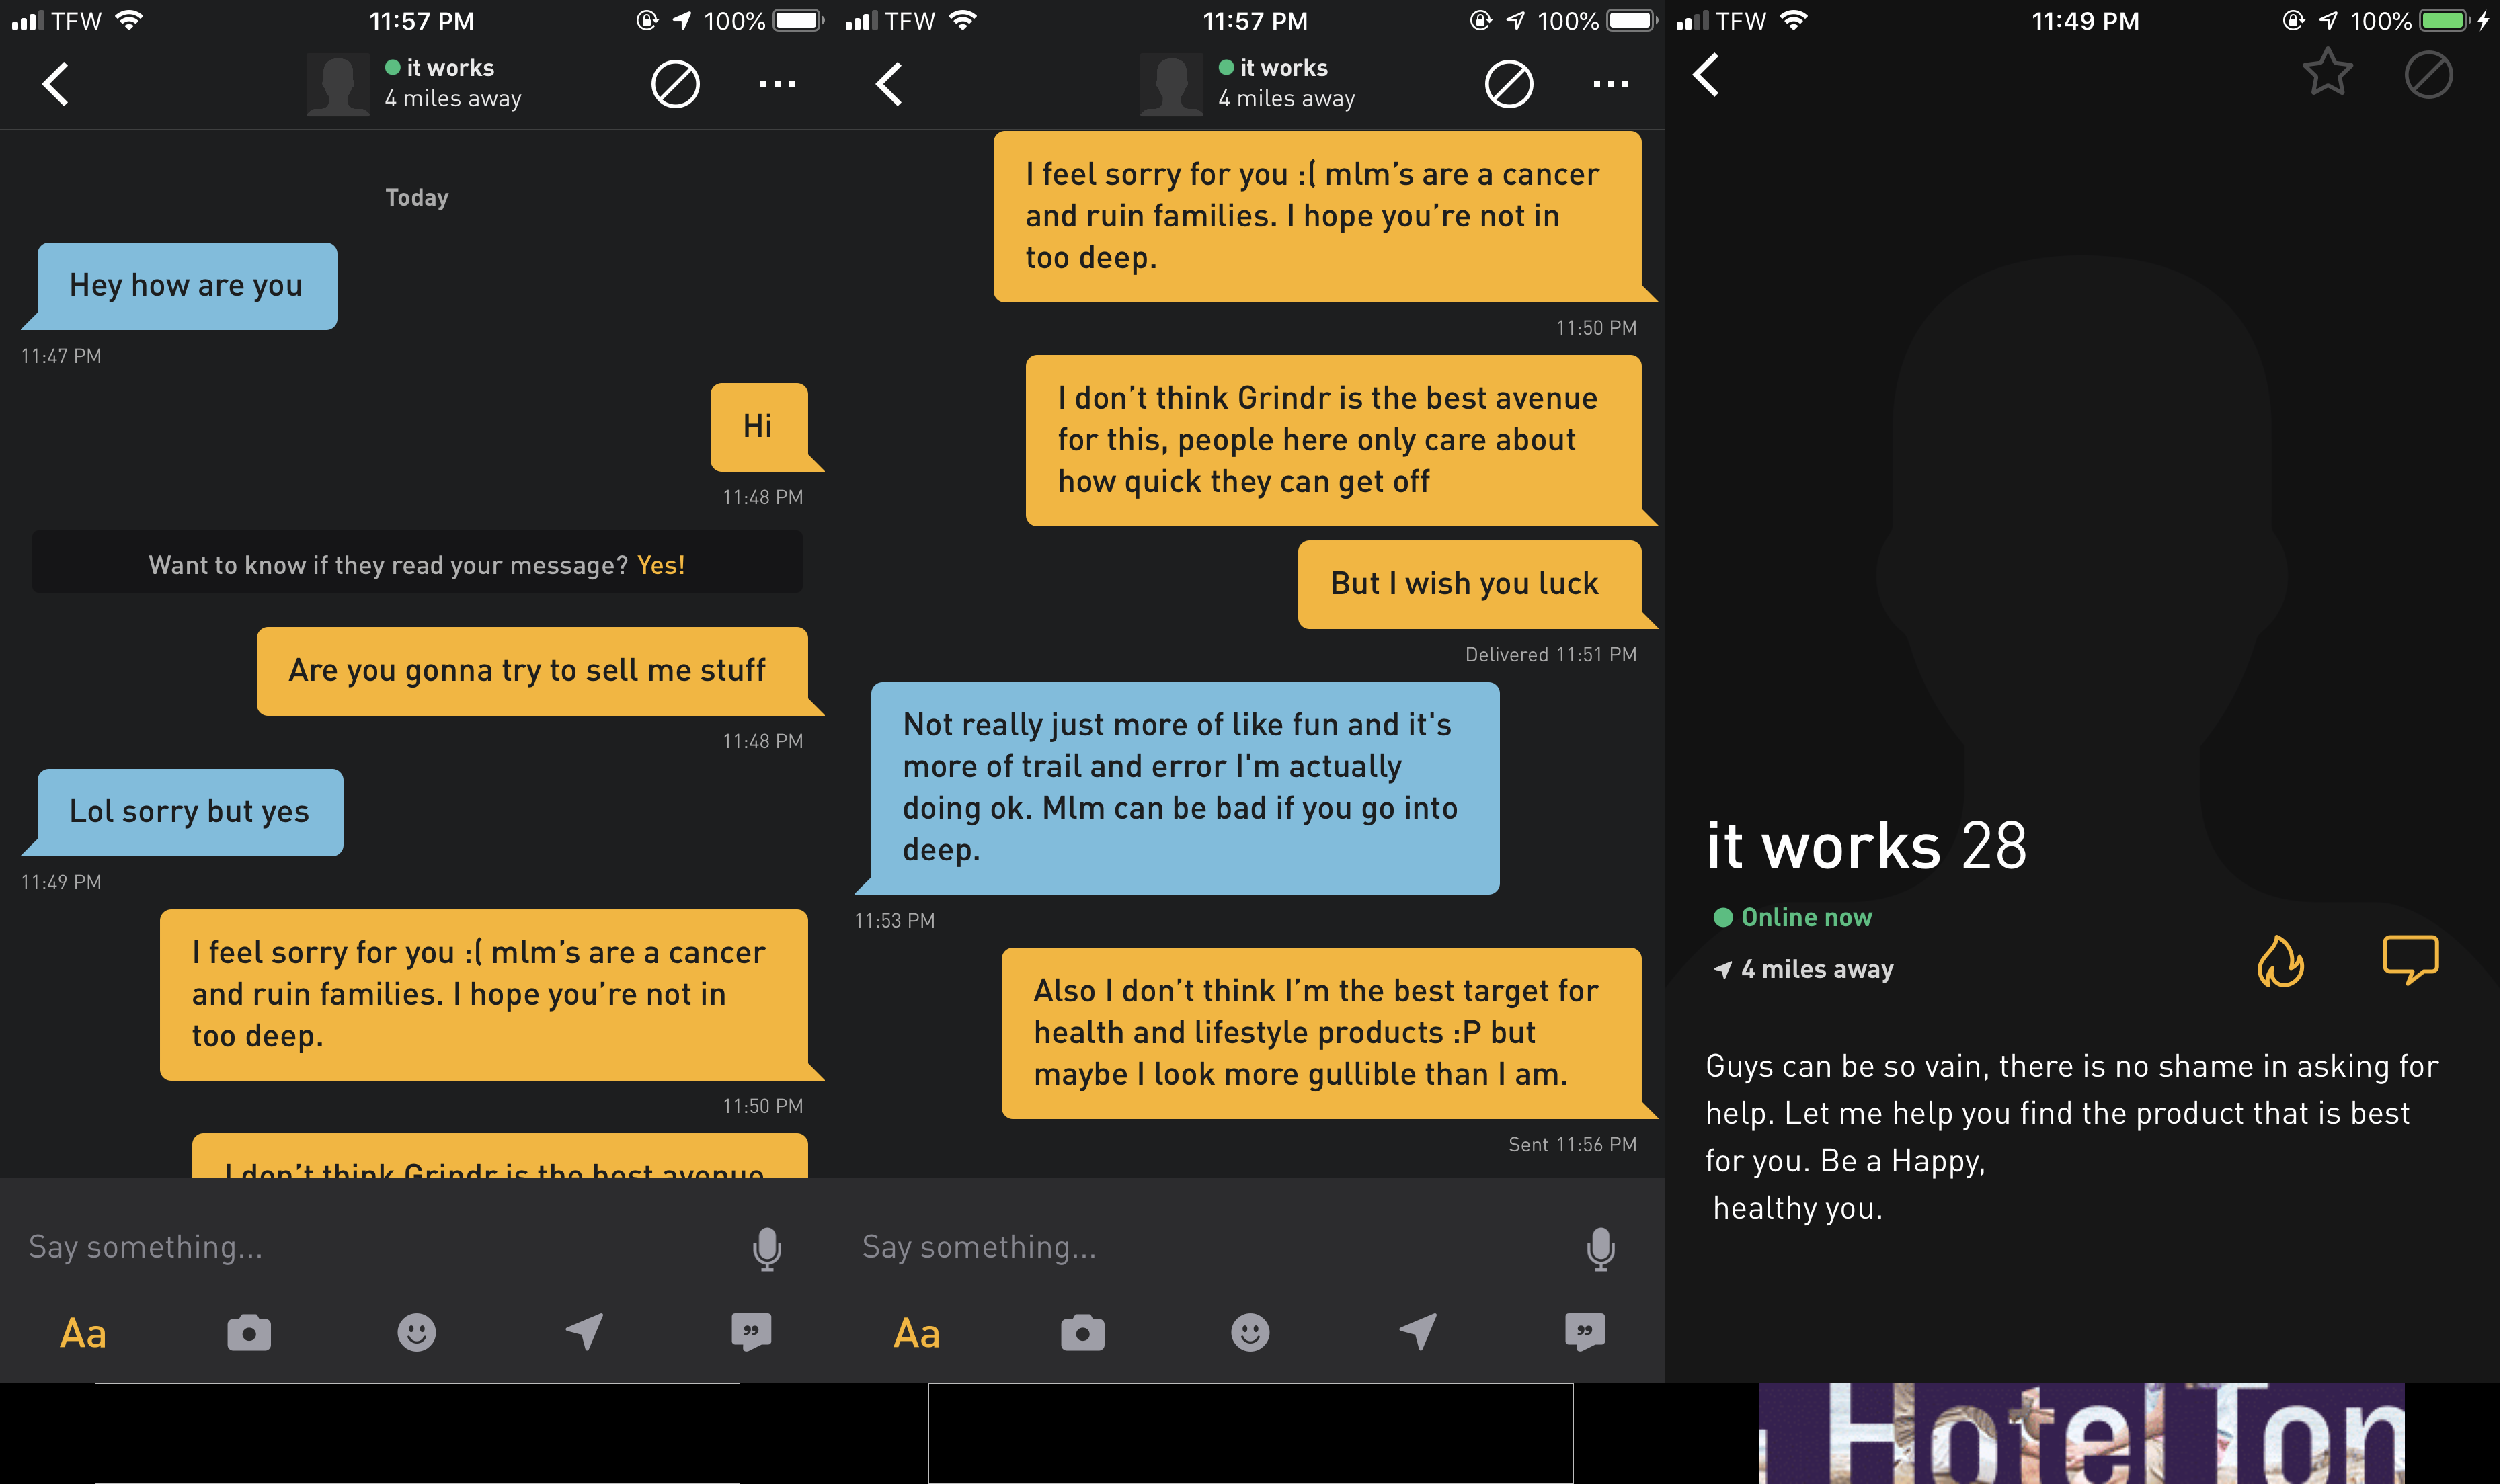 TFW 11:57 PM 100%
it works
4 miles away
Today
Hey how are you
11:47 PM
Hi
11:48 PM
Want to know if they read your message? Yes!
Are you gonna try to sell me stuff
11:48 PM
Lol sorry but yes
11:49 PM
I feel sorry for you :( mlm’s are a cancer
and ruin families. I hope you’re not in
too deep.
11:50 PM
I don’t think Grindr is the best avenue
Say something...
Aa
TFW 11:57 PM 100%
it works
4 miles away
I feel sorry for you :( mlm’s are a cancer
and ruin families. I hope you’re not in
too deep.
11:50 PM
I don’t think Grindr is the best avenue
for this, people here only care about
how quick they can get off
But I wish you luck
Delivered 11:51 PM
Not really just more of like fun and it's
more of trail and error I'm actually
doing ok. Mlm can be bad if you go into
deep.
11:53 PM
Also I don’t think I’m the best target for
health and lifestyle products :P but
maybe I look more gullible than I am.
Sent 11:56 PM
Say something...
Aa
TFW 11:49 PM 100%
it works 28
Online now
4 miles away
Guys can be so vain, there is no shame in asking for
help. Let me help you find the product that is best
for you. Be a Happy,
healthy you.
Hotel Ton